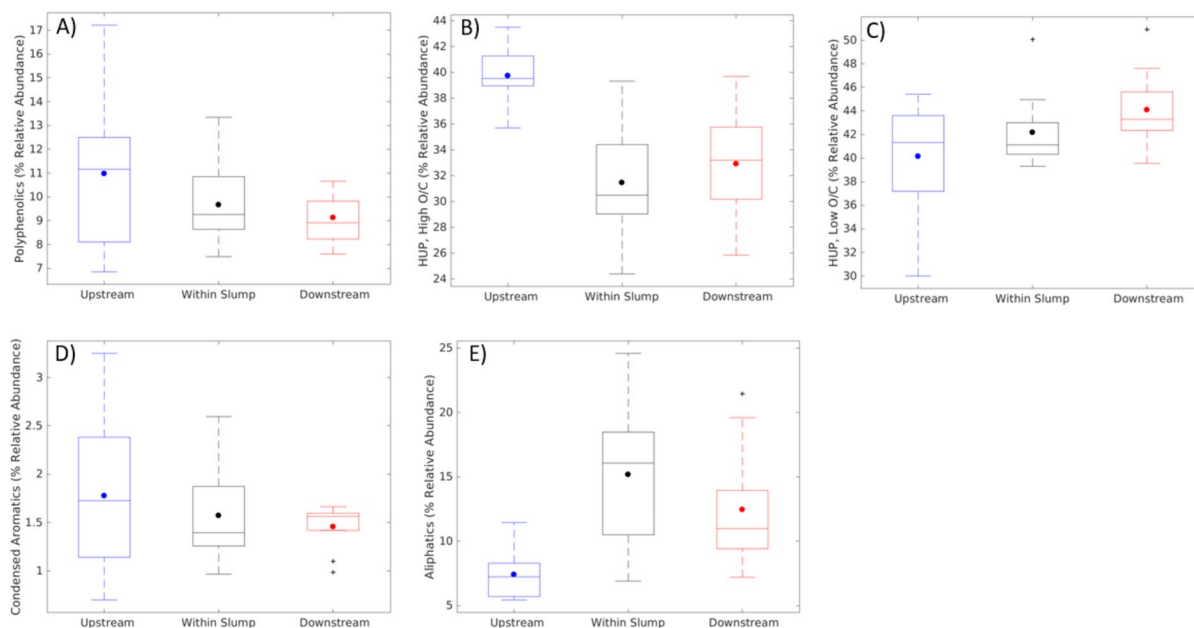 A)
Polyphenolics (% Relative Abundance)
17
16
15
14
13
12
11
10
9
8
7
Upstream Within Slump Downstream
B)
HUP, High O/C (% Relative Abundance)
44
42
40
38
36
34
32
30
28
26
24
Upstream Within Slump Downstream
C)
HUP, Low O/C (% Relative Abundance)
50
48
46
44
42
40
38
36
34
32
30
Upstream Within Slump Downstream
D)
Condensed Aromatics (% Relative Abundance)
3
2.5
2
1.5
1
Upstream Within Slump Downstream
E)
Aliphatics (% Relative Abundance)
25
20
15
10
5
Upstream Within Slump Downstream